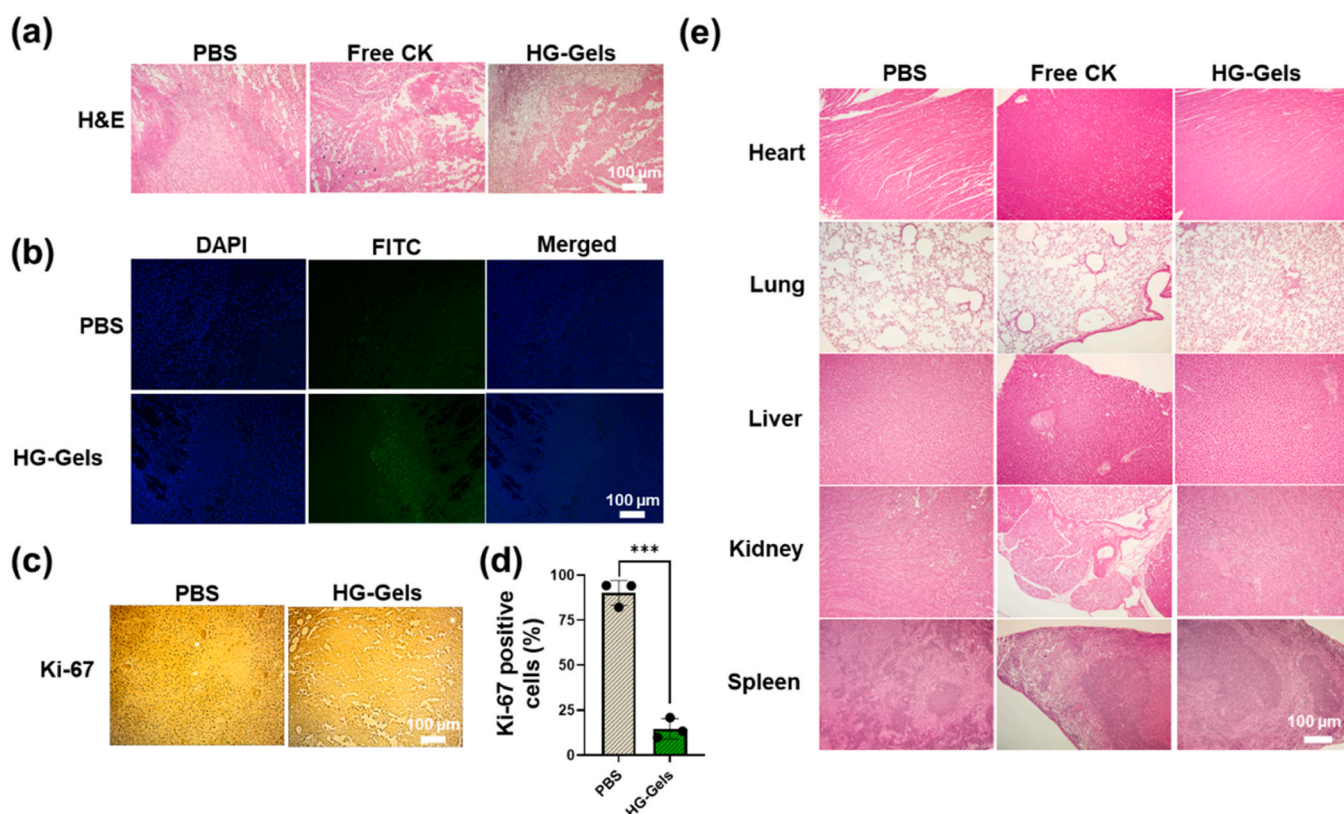 (a)
PBS Free CK HG-Gels
H&E
100 µm
(b)
DAPI FITC Merged
PBS
HG-Gels
100 µm
(c)
PBS HG-Gels
Ki-67
100 µm
(d)
***
100
75
50
25
0
Ki-67 positive
cells (%)
PBS
HG-Gels
(e)
PBS Free CK HG-Gels
Heart
Lung
Liver
Kidney
Spleen
100 µm